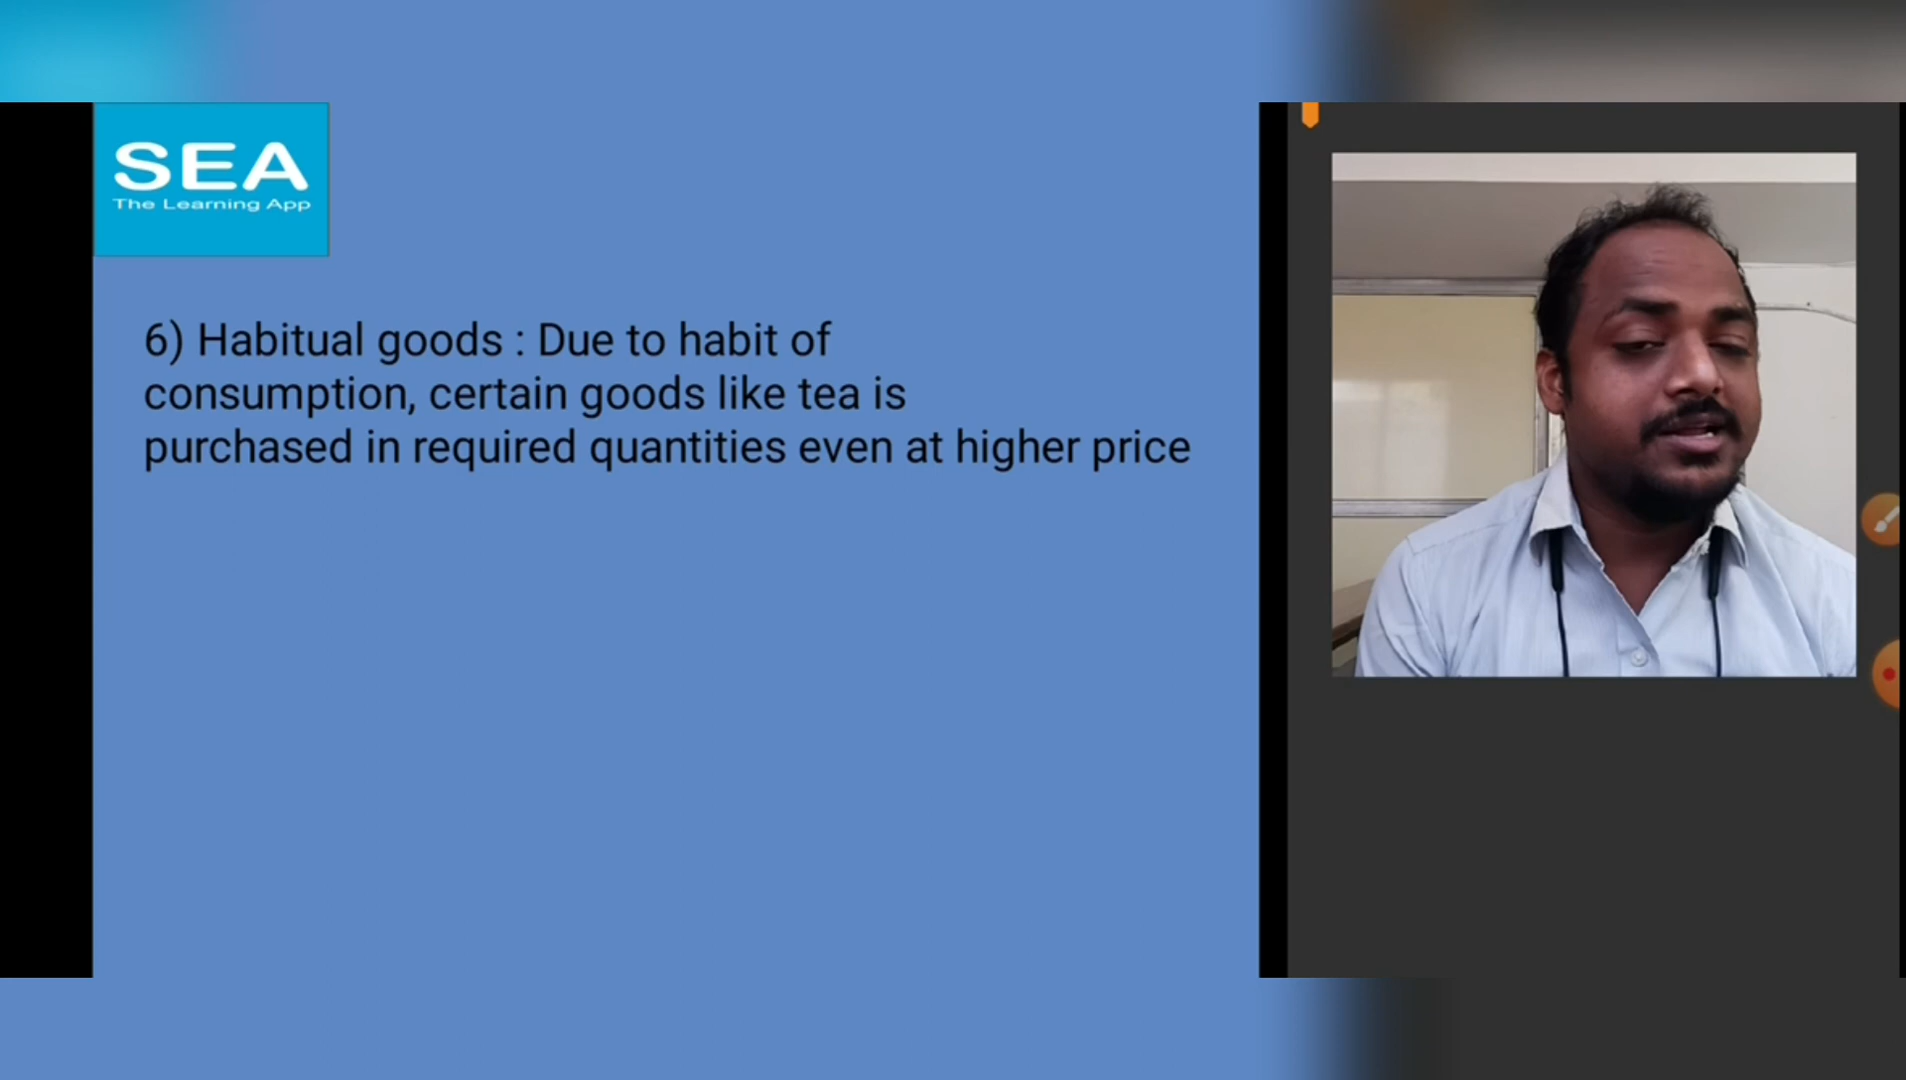 SEA
The Learning App
6) Habitual goods : Due to habit of
consumption, certain goods like tea is
purchased in required quantities even at higher price